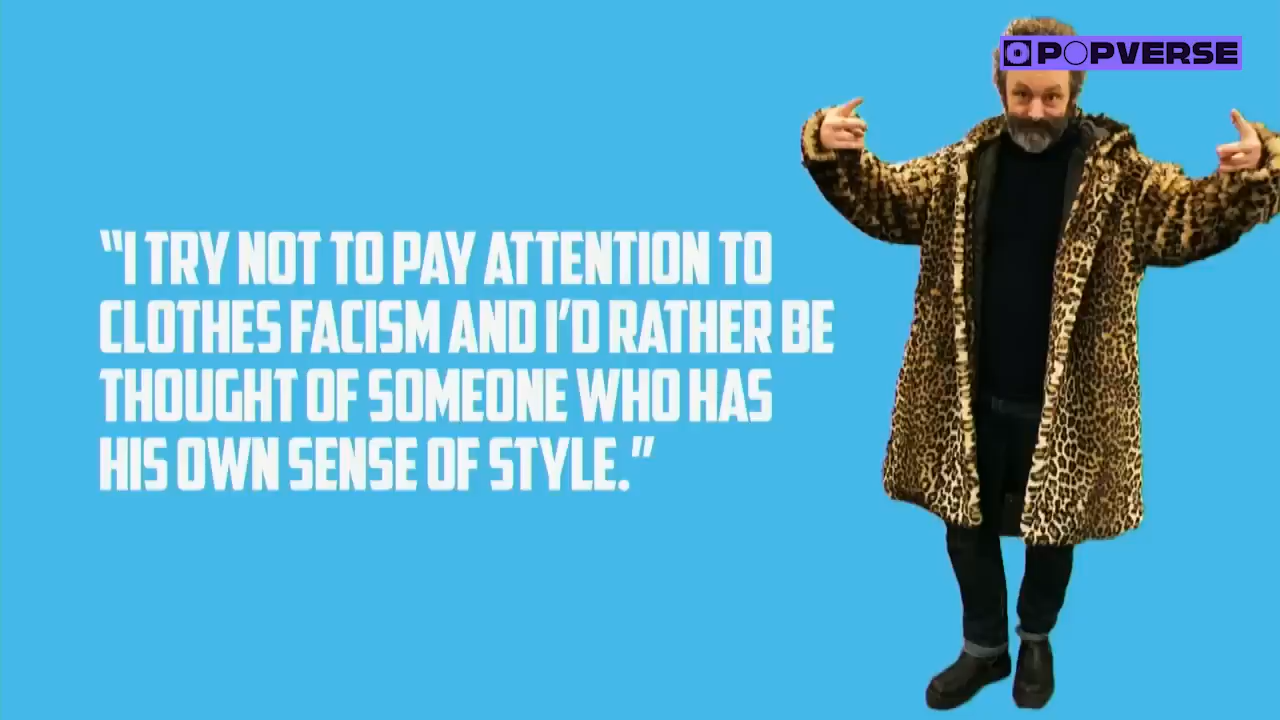 POPVERSE
“I TRY NOT TO PAY ATTENTION TO
CLOTHES FACISM AND I’D RATHER BE
THOUGHT OF SOMEONE WHO HAS
HIS OWN SENSE OF STYLE.”